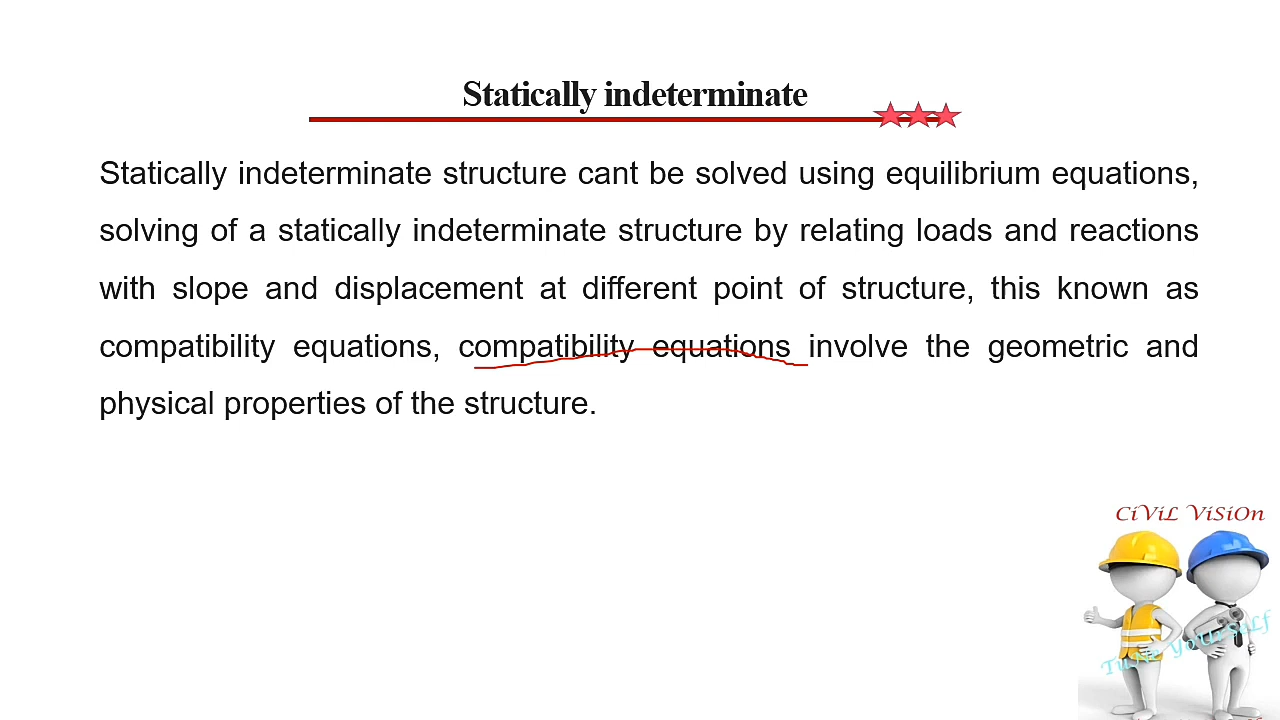 Statically indeterminate
Statically indeterminate structure cant be solved using equilibrium equations,
solving of a statically indeterminate structure by relating loads and reactions
with slope and displacement at different point of structure, this known as
compatibility equations, compatibility equations involve the geometric and
physical properties of the structure.
CiViL ViSiOn
TuNe YoUrSeLf